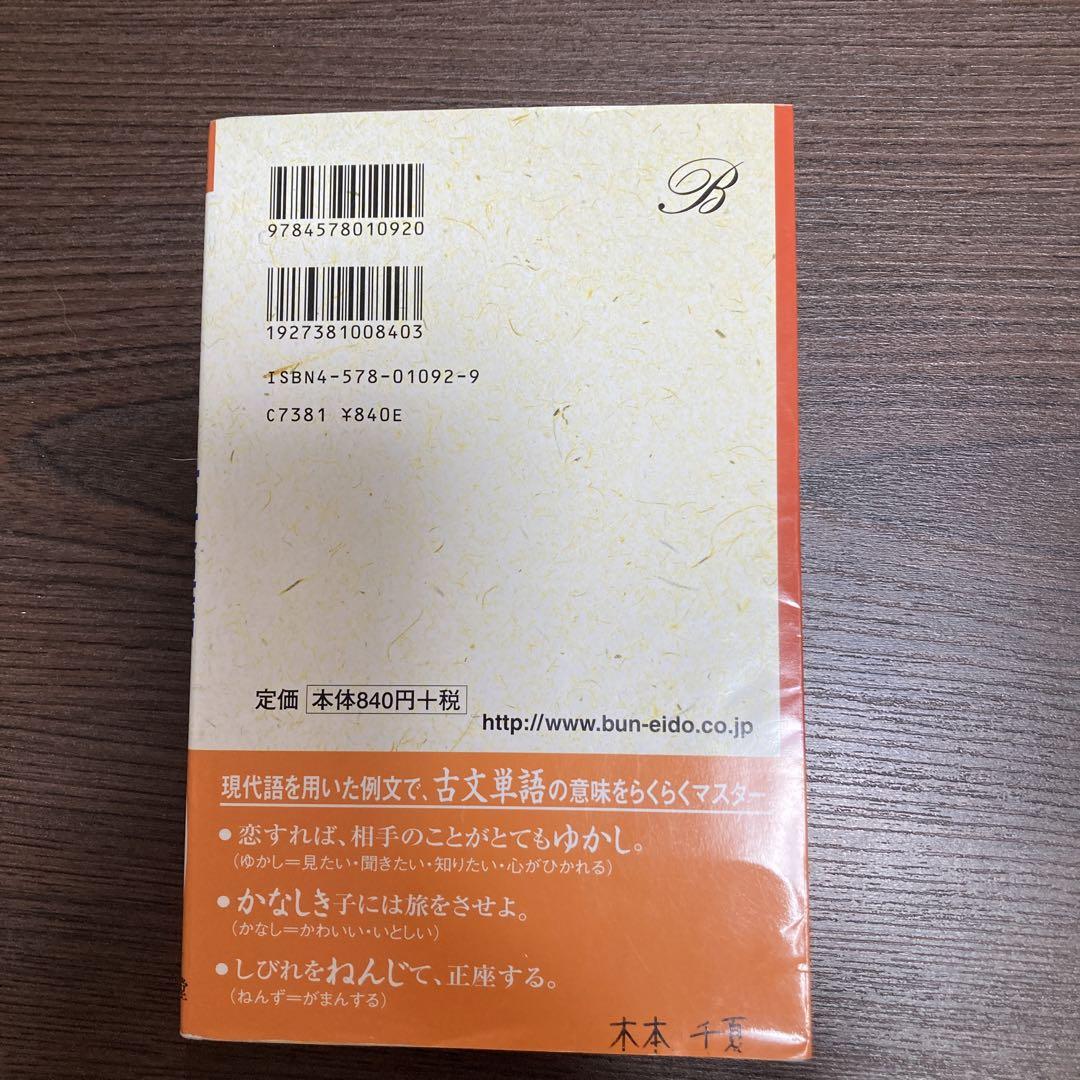 B
9784578010920
1927381008403
ISBN4-578-01092-9
C7381 ¥840E
定価 本体840円+税
http://www.bun-eido.co.jp
現代語を用いた例文で、古文単語の意味をらくらくマスター
●恋すれば、相手のことがとてもゆかし。
(ゆかし=見たい・聞きたい・知りたい・心がひかれる)
●かなしき子には旅をさせよ。
(かなし=かわいい・いとしい)
●しびれをねんじて、正座する。
(ねんず=がまんする)
堂
木本 千夏